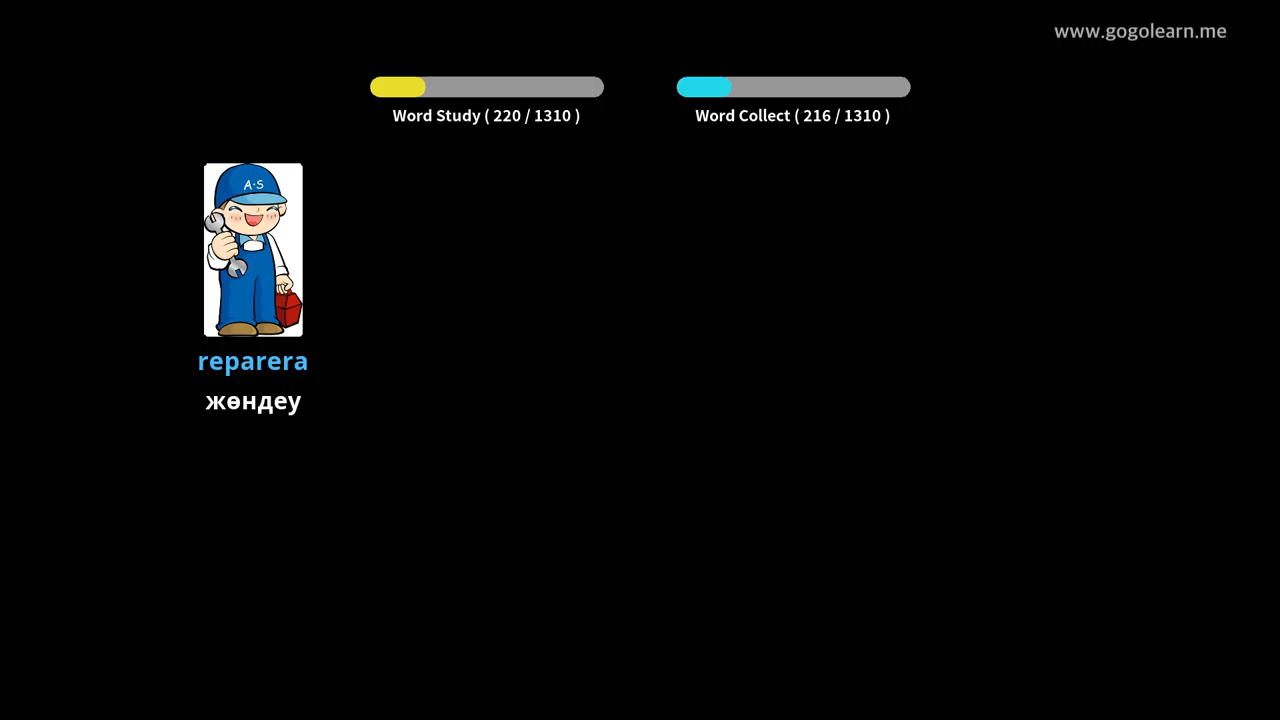 www.gogolearn.me
Word Study ( 220 / 1310 )
Word Collect ( 216 / 1310 )
A·S
reparera
жөндеу